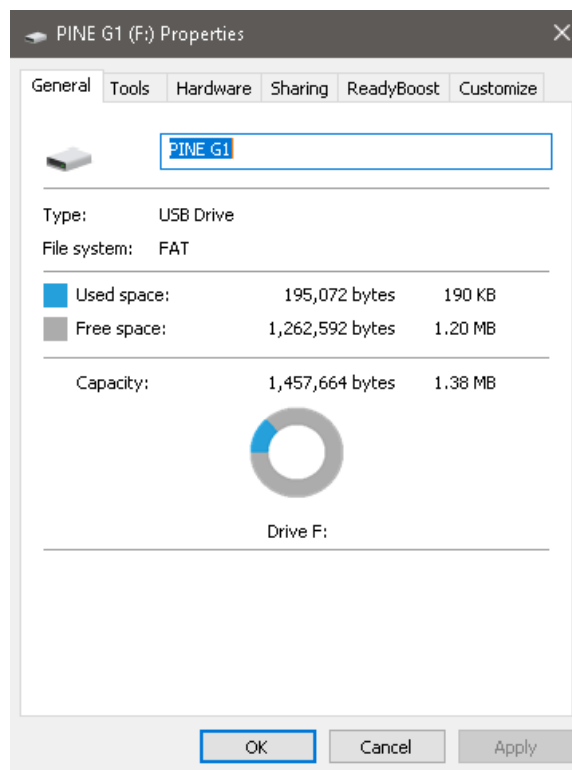 PINE G1 (F:) Properties
General Tools Hardware Sharing ReadyBoost Customize
PINE G1
Type: USB Drive
File system: FAT
Used space: 195,072 bytes 190 KB
Free space: 1,262,592 bytes 1.20 MB
Capacity: 1,457,664 bytes 1.38 MB
Drive F:
OK Cancel Apply